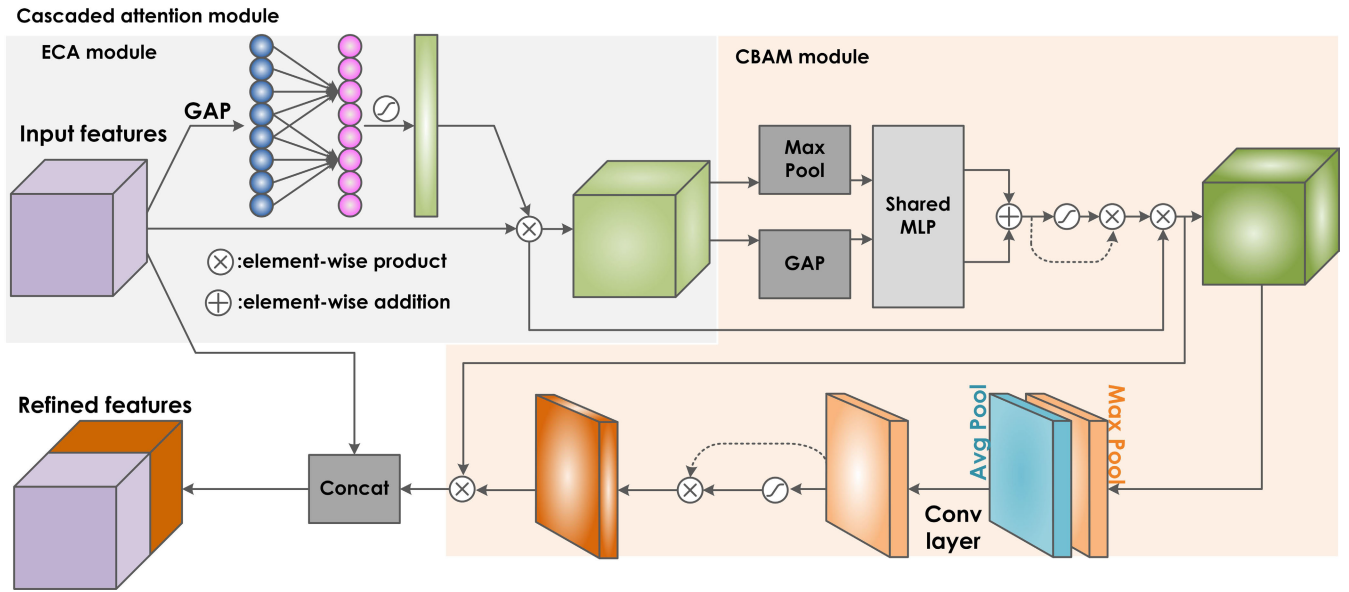 Cascaded attention module
ECA module
CBAM module
GAP
Input features
Max
Pool
Shared
MLP
GAP
:element-wise product
:element-wise addition
Refined features
Concat
Conv
layer
Avg Pool
Max Pool